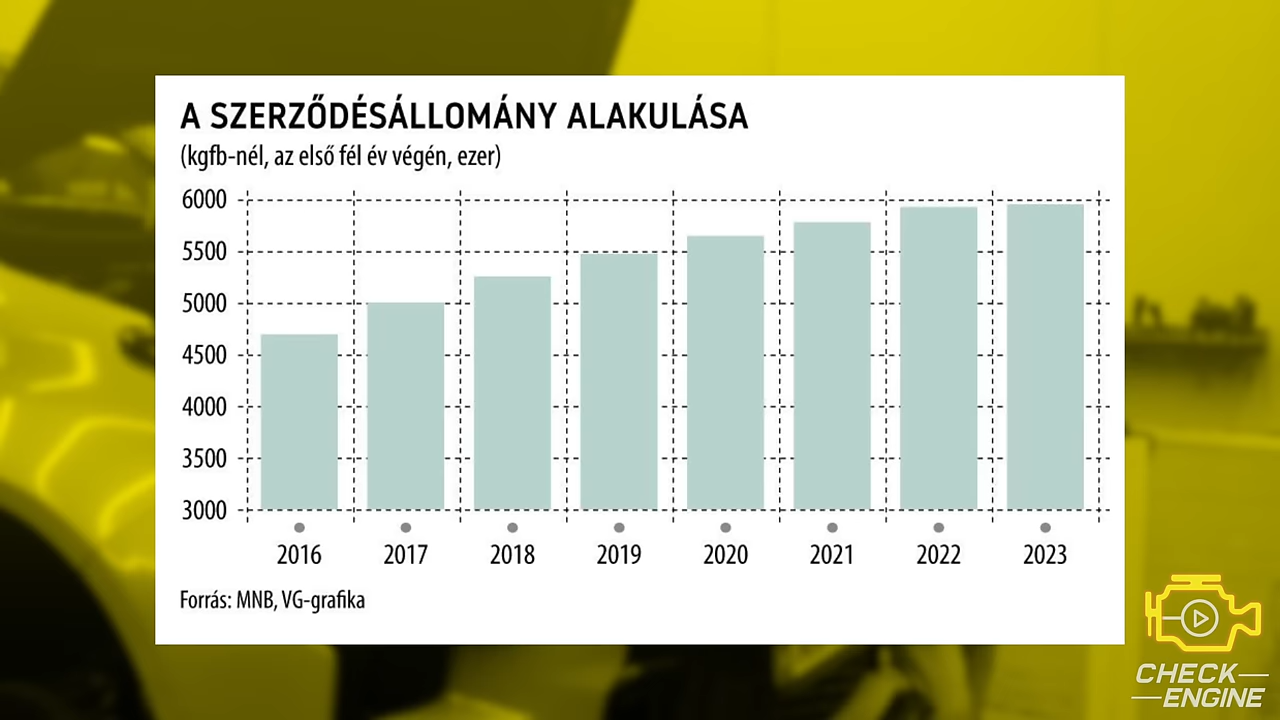 A SZERZŐDÉSÁLLOMÁNY ALAKULÁSA
(kgfb-nél, az első fél év végén, ezer)
6000
5500
5000
4500
4000
3500
3000
2016 2017 2018 2019 2020 2021 2022 2023
Forrás: MNB, VG-grafika
CHECK
ENGINE